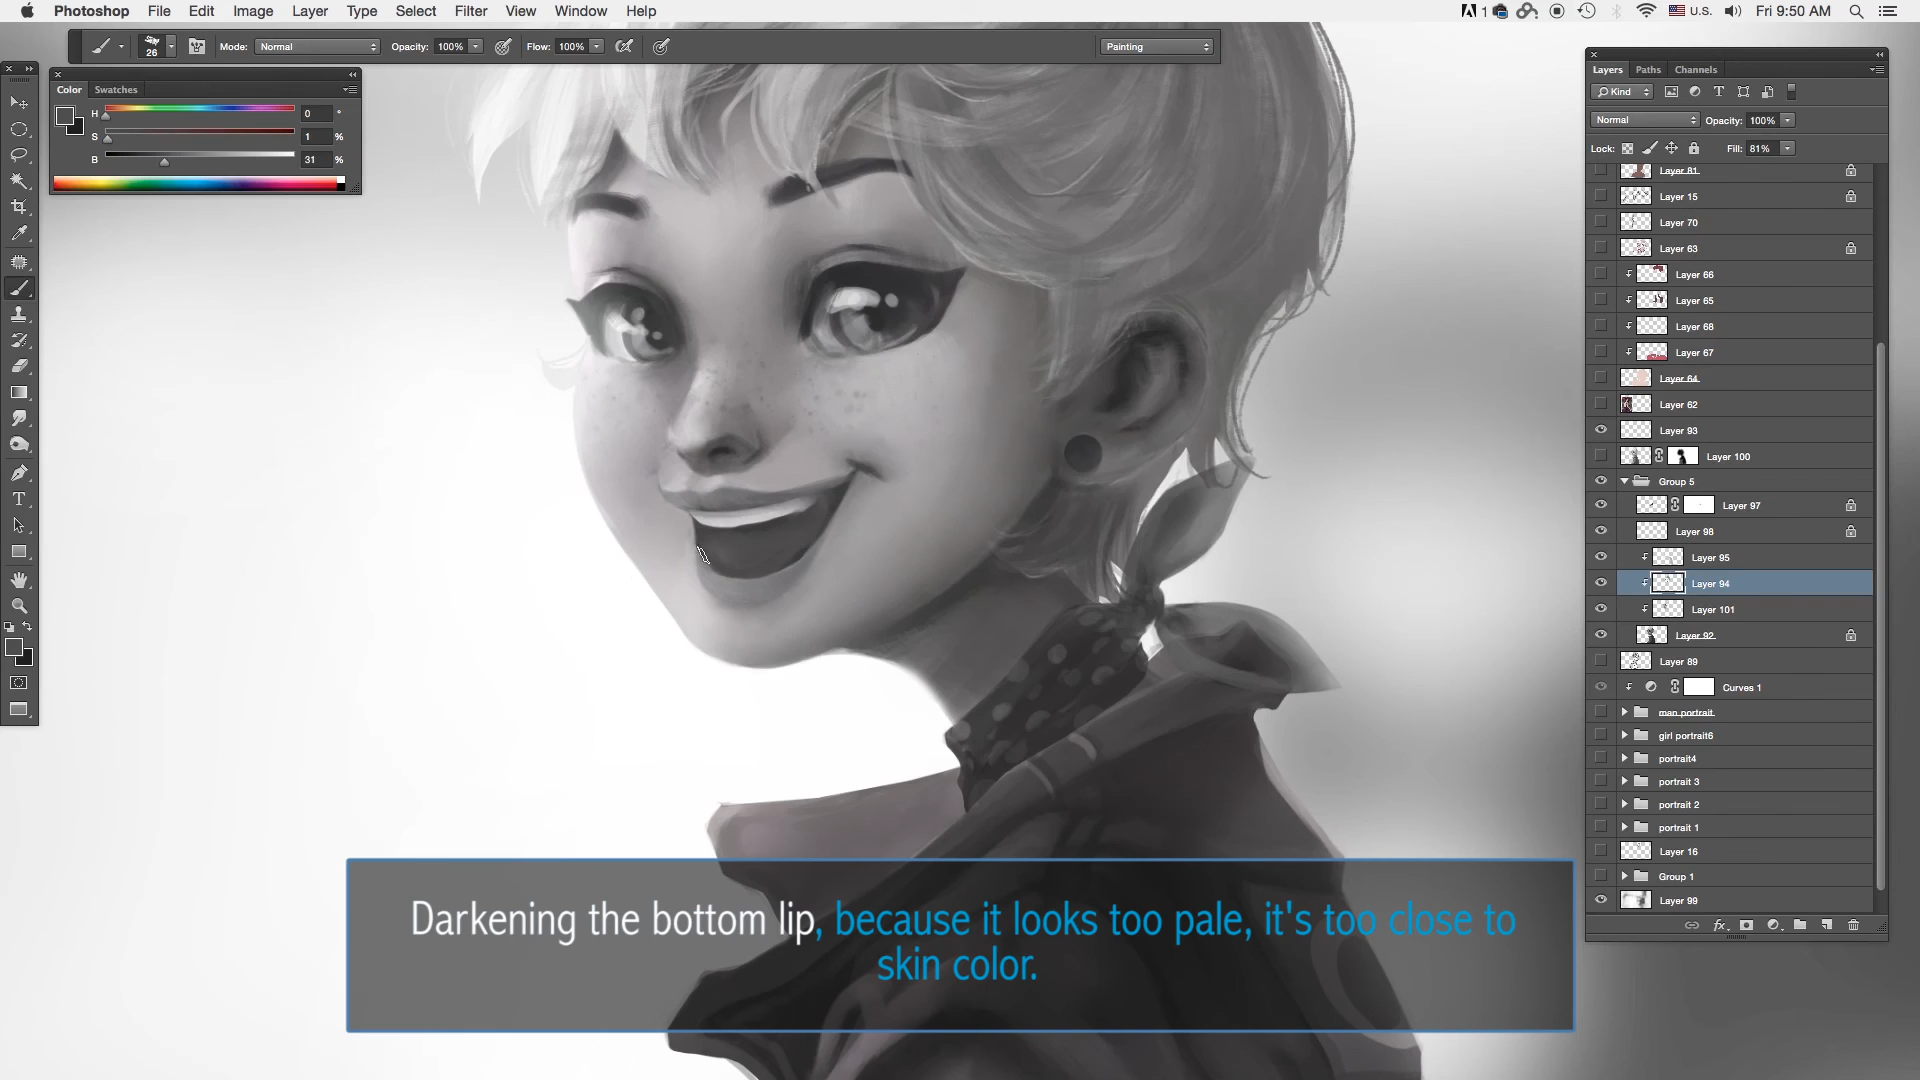 Photoshop File Edit Image Layer Type Select Filter View Window Help 1 U.S. Fri 9:50 AM
26 Mode: Normal Opacity: 100% Flow: 100% Painting
Color Swatches
H 0 °
S 1 %
B 31 %
Layers Paths Channels
Kind
Normal Opacity: 100%
Lock: Fill: 81%
Layer 81
Layer 15
Layer 70
Layer 63
Layer 66
Layer 65
Layer 68
Layer 67
Layer 64
Layer 62
Layer 93
Layer 100
Group 5
Layer 97
Layer 98
Layer 95
Layer 94
Layer 101
Layer 92
Layer 89
Curves 1
man portrait
girl portrait6
portrait4
portrait 3
portrait 2
portrait 1
Layer 16
Group 1
Layer 99
fx
Darkening the bottom lip, because it looks too pale, it's too close to
skin color.